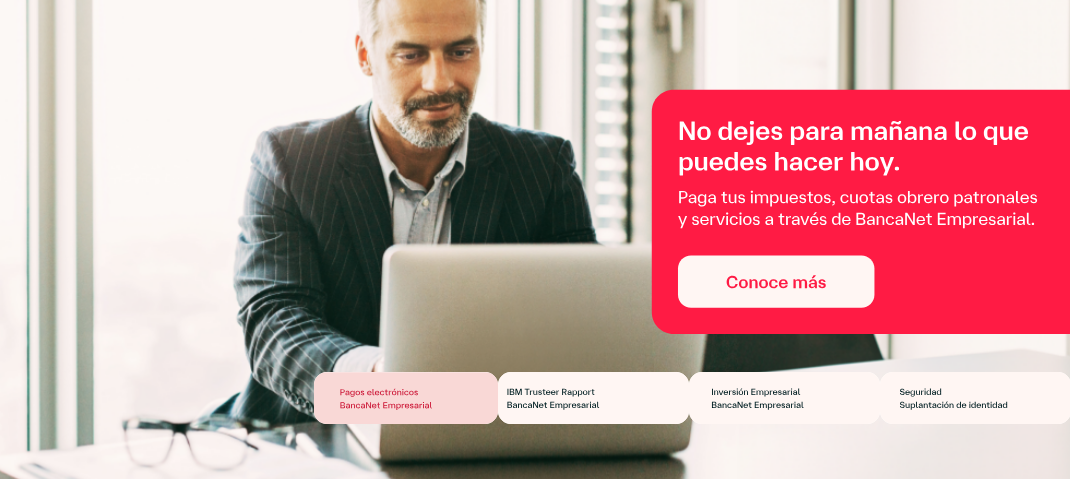 No dejes para mañana lo que
puedes hacer hoy.
Paga tus impuestos, cuotas obrero patronales
y servicios a través de BancaNet Empresarial.
Conoce más
Pagos electrónicos
BancaNet Empresarial
IBM Trusteer Rapport
BancaNet Empresarial
Inversión Empresarial
BancaNet Empresarial
Seguridad
Suplantación de identidad